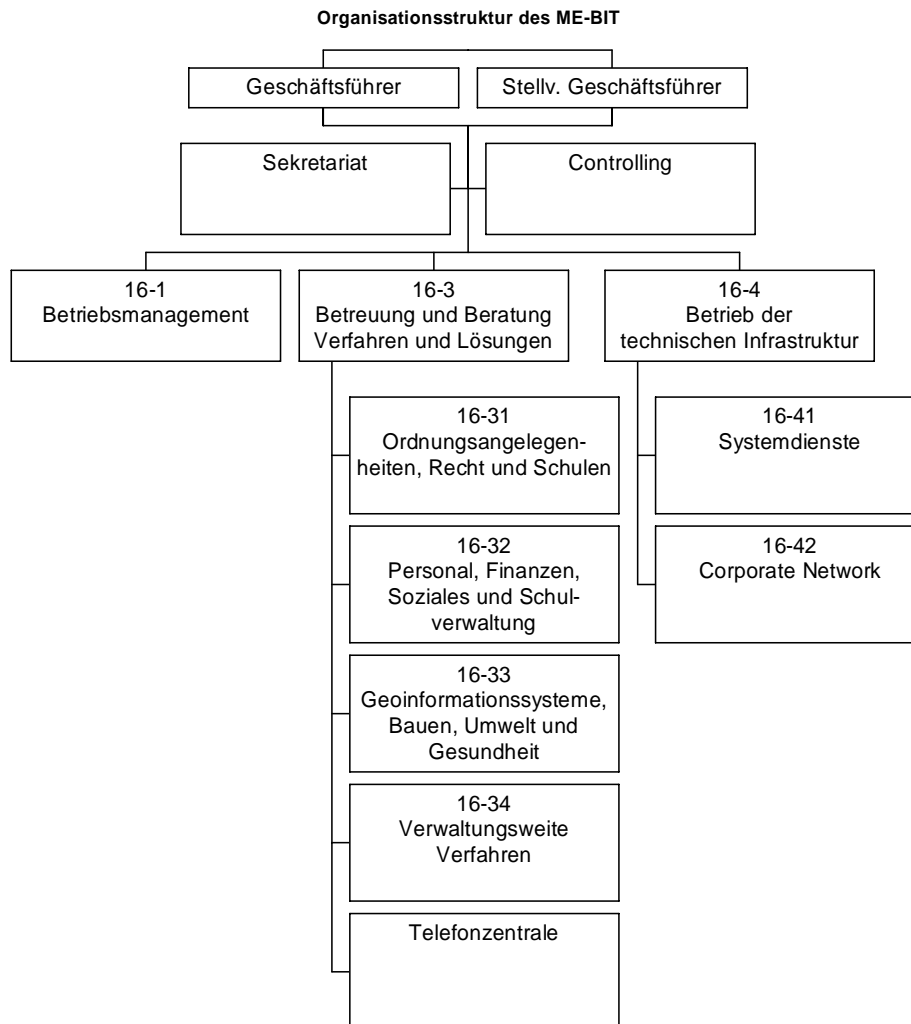 Organisationsstruktur des ME-BIT
Geschäftsführer
Stellv. Geschäftsführer
Sekretariat
Controlling
16-1
Betriebsmanagement
16-3
Betreuung und Beratung
Verfahren und Lösungen
16-4
Betrieb der
technischen Infrastruktur
16-31
Ordnungsangelegen-
heiten, Recht und Schulen
16-32
Personal, Finanzen,
Soziales und Schul-
verwaltung
16-33
Geoinformationssysteme,
Bauen, Umwelt und
Gesundheit
16-34
Verwaltungsweite
Verfahren
Telefonzentrale
16-41
Systemdienste
16-42
Corporate Network